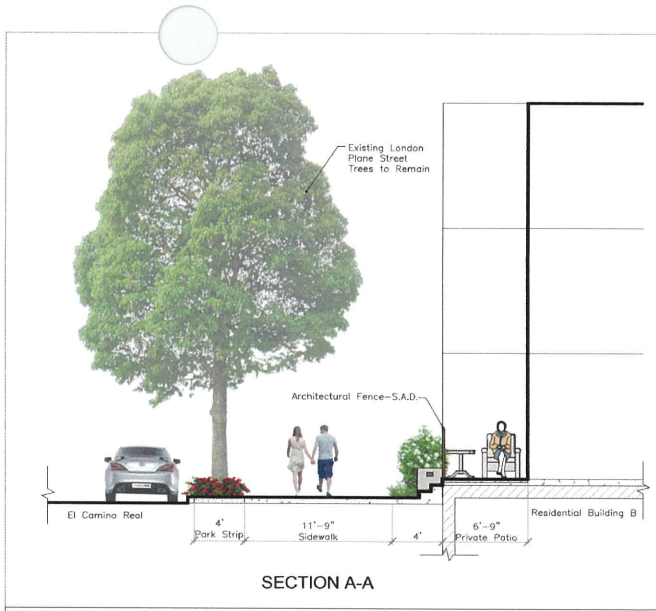 Existing London
Plane Street
Trees to Remain
Architectural Fence-S.A.D.
El Camino Real
4'
Park Strip
11'-9"
Sidewalk
4'
6'-9"
Private Patio
Residential Building B
SECTION A-A